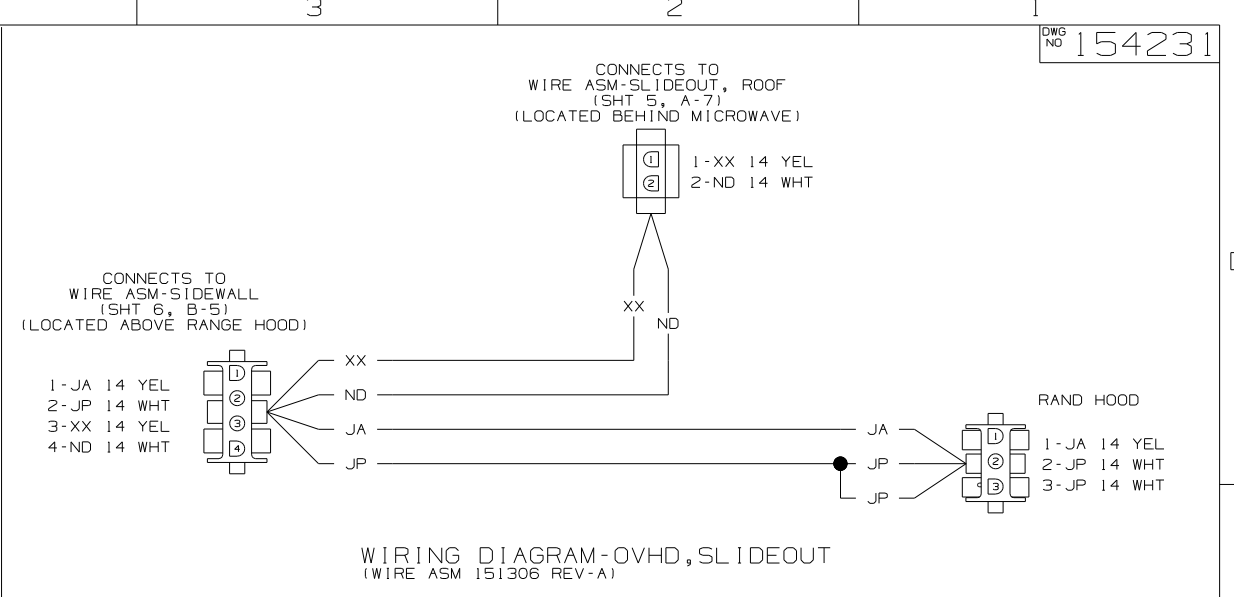 3
2
1
DWG
NO
154231
CONNECTS TO
WIRE ASM-SLIDEOUT, ROOF
(SHT 5, A-7)
(LOCATED BEHIND MICROWAVE)
1
2
1-XX 14 YEL
2-ND 14 WHT
XX
ND
CONNECTS TO
WIRE ASM-SIDEWALL
(SHT 6, B-5)
(LOCATED ABOVE RANGE HOOD)
1-JA 14 YEL
2-JP 14 WHT
3-XX 14 YEL
4-ND 14 WHT
1
2
3
4
XX
ND
JA
JP
JA
JP
JP
RAND HOOD
1
2
3
1-JA 14 YEL
2-JP 14 WHT
3-JP 14 WHT
WIRING DIAGRAM-OVHD,SLIDEOUT
(WIRE ASM 151306 REV-A)